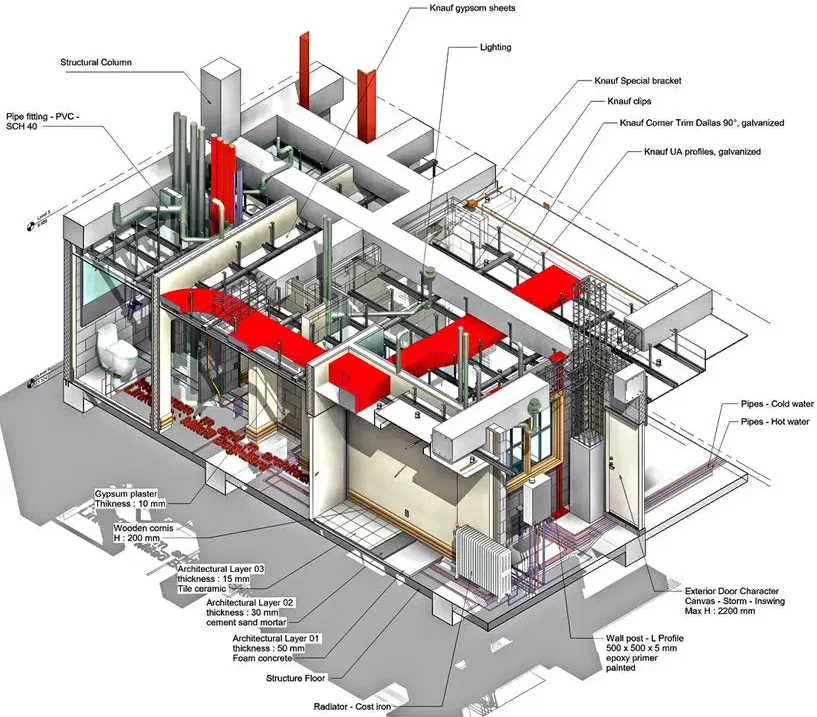 Knauf gypsom sheets
Structural Column
Lighting
Knauf Special bracket
Knauf clips
Pipe fitting - PVC -
SCH 40
Knauf Corner Trim Dallas 90°, galvanized
Knauf UA profiles, galvanized
Level 2
Pipes - Cold water
Pipes - Hot water
Gypsum plaster
Thikness : 10 mm
Wooden cornis
H : 200 mm
Architectural Layer 03
thickness : 15 mm
Tile ceramic
Architectural Layer 02
thickness : 30 mm
cement sand mortar
Architectural Layer 01
thickness : 50 mm
Foam concrete
Structure Floor
Radiator - Cost iron
Exterior Door Character
Canvas - Storm - Inswing
Max H : 2200 mm
Wall post - L Profile
500 x 500 x 5 mm
epoxy primer
painted